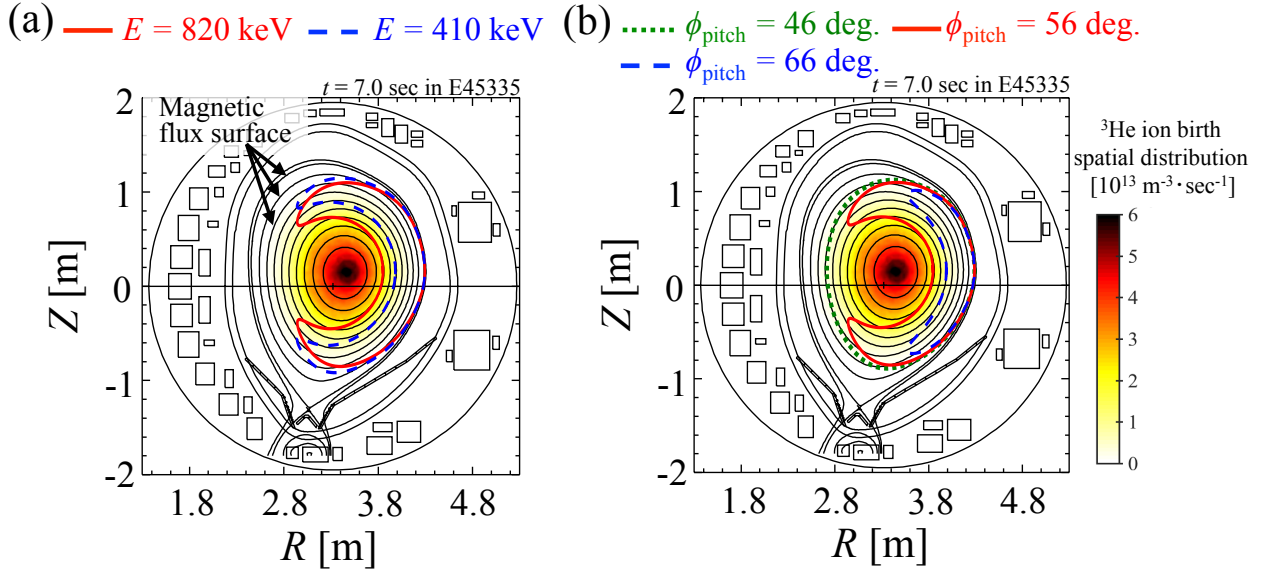 (a) E = 820 keV E = 410 keV
t = 7.0 sec in E45335
Magnetic
flux surface
2
1
0
-1
-2
Z [m]
1.8 2.8 3.8 4.8
R [m]
(b) ϕpitch = 46 deg. ϕpitch = 56 deg.
ϕpitch = 66 deg.
t = 7.0 sec in E45335
2
1
0
-1
-2
Z [m]
1.8 2.8 3.8 4.8
R [m]
³He ion birth
spatial distribution
[10¹³ m⁻³·sec⁻¹]
6
5
4
3
2
1
0